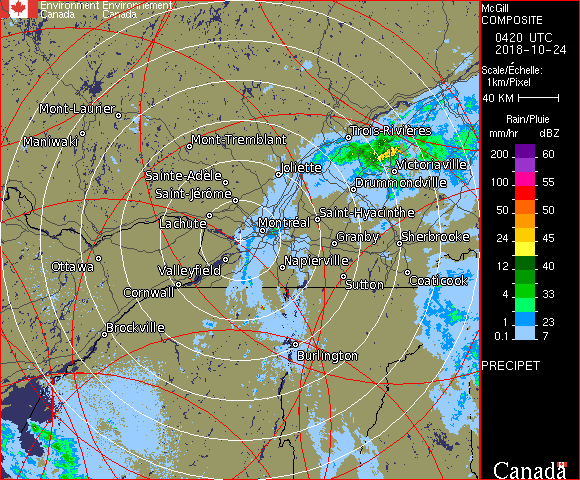 Environment Environnement
Canada Canada
McGill
COMPOSITE
0420 UTC
2018-10-24
Scale/Échelle:
1km/Pixel
40 KM
Rain/Pluie
mm/hr dBZ
200 60
100 55
50 50
24 45
12 40
4 33
1 23
0.1 7
PRECIPET
Canada
Mont-Laurier
Trois-Rivières
Maniwaki
Mont-Tremblant
Victoriaville
Joliette
Sainte-Adèle
Drummondville
Saint-Jérôme
Saint-Hyacinthe
Lachute
Montréal
Granby
Sherbrooke
Ottawa
Napierville
Valleyfield
Coaticook
Sutton
Cornwall
Brockville
Burlington